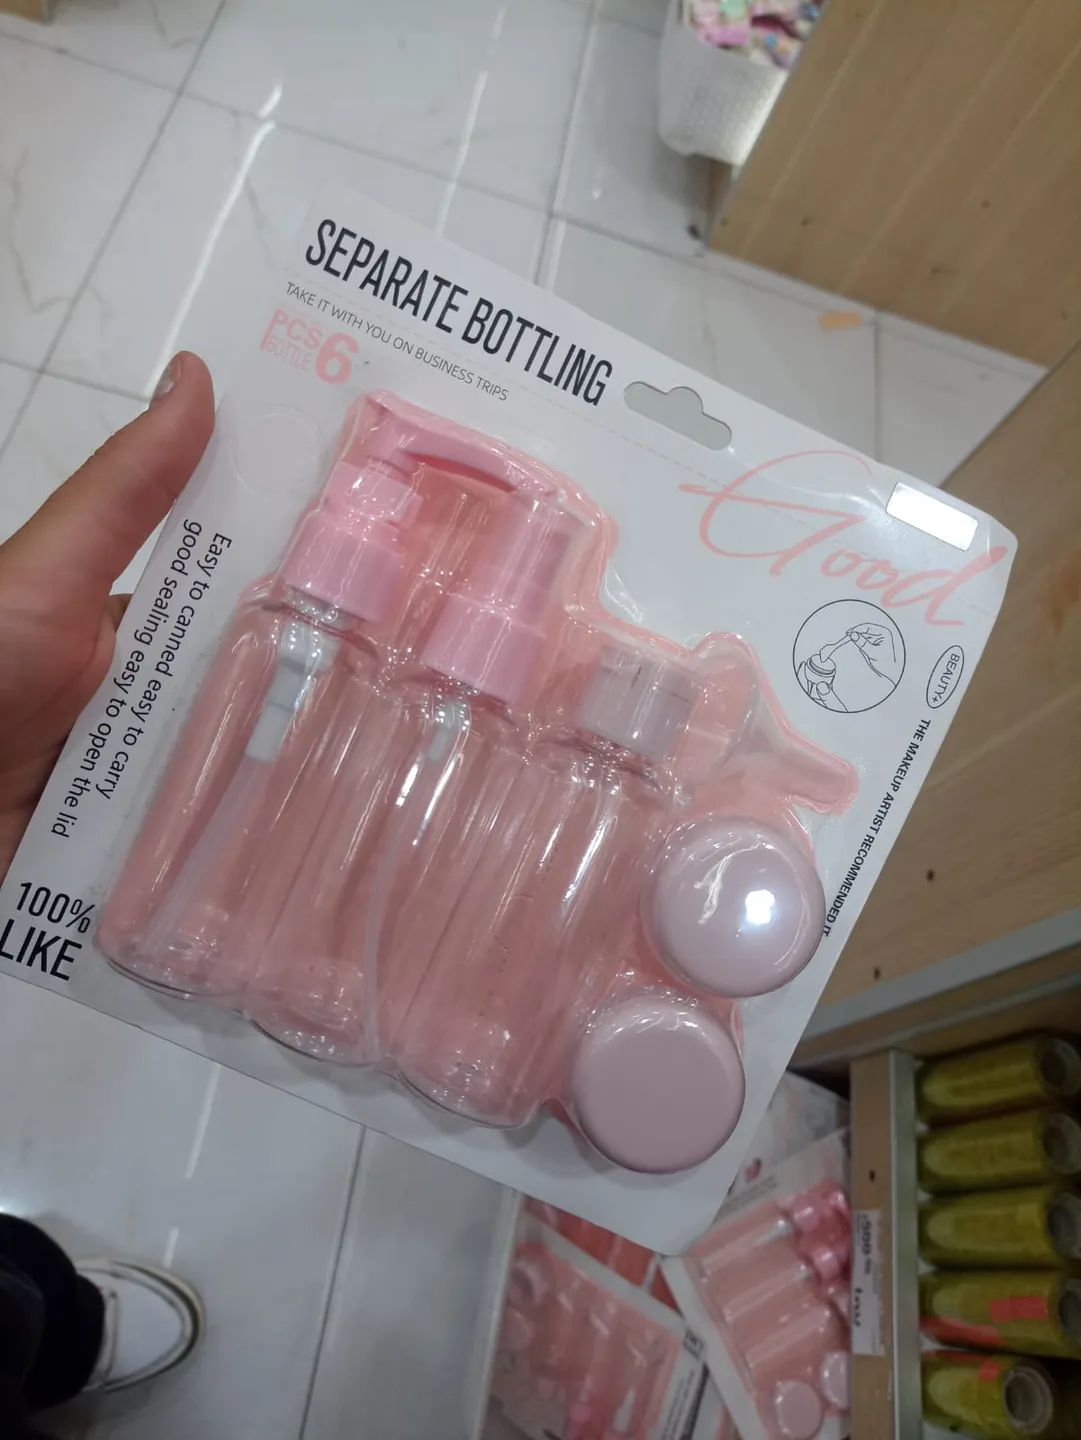 SEPARATE BOTTLING
TAKE IT WITH YOU ON BUSINESS TRIPS
PCS 6
BOTTLE
Good
BEAUTY+
THE MAKEUP ARTIST RECOMMENDED IT
Easy to canned easy to carry
good sealing easy to open the lid
100%
LIKE